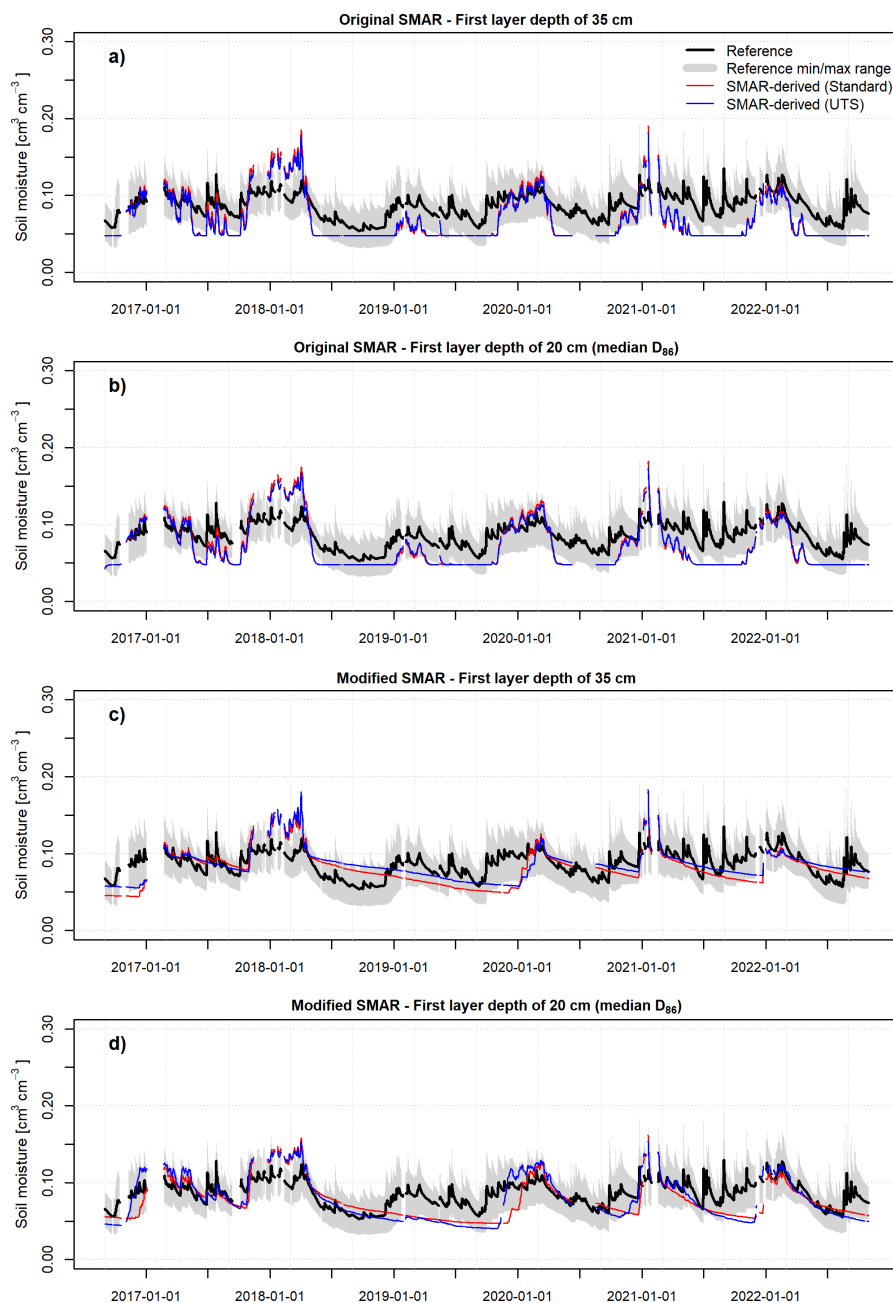 Original SMAR - First layer depth of 35 cm
a)
Reference
Reference min/max range
SMAR-derived (Standard)
SMAR-derived (UTS)
Soil moisture [cm³ cm⁻³ ]
0.30
0.20
0.10
0.00
2017-01-01 2018-01-01 2019-01-01 2020-01-01 2021-01-01 2022-01-01
Original SMAR - First layer depth of 20 cm (median D₈₆)
b)
Soil moisture [cm³ cm⁻³ ]
0.30
0.20
0.10
0.00
2017-01-01 2018-01-01 2019-01-01 2020-01-01 2021-01-01 2022-01-01
Modified SMAR - First layer depth of 35 cm
c)
Soil moisture [cm³ cm⁻³ ]
0.30
0.20
0.10
0.00
2017-01-01 2018-01-01 2019-01-01 2020-01-01 2021-01-01 2022-01-01
Modified SMAR - First layer depth of 20 cm (median D₈₆)
d)
Soil moisture [cm³ cm⁻³ ]
0.30
0.20
0.10
0.00
2017-01-01 2018-01-01 2019-01-01 2020-01-01 2021-01-01 2022-01-01